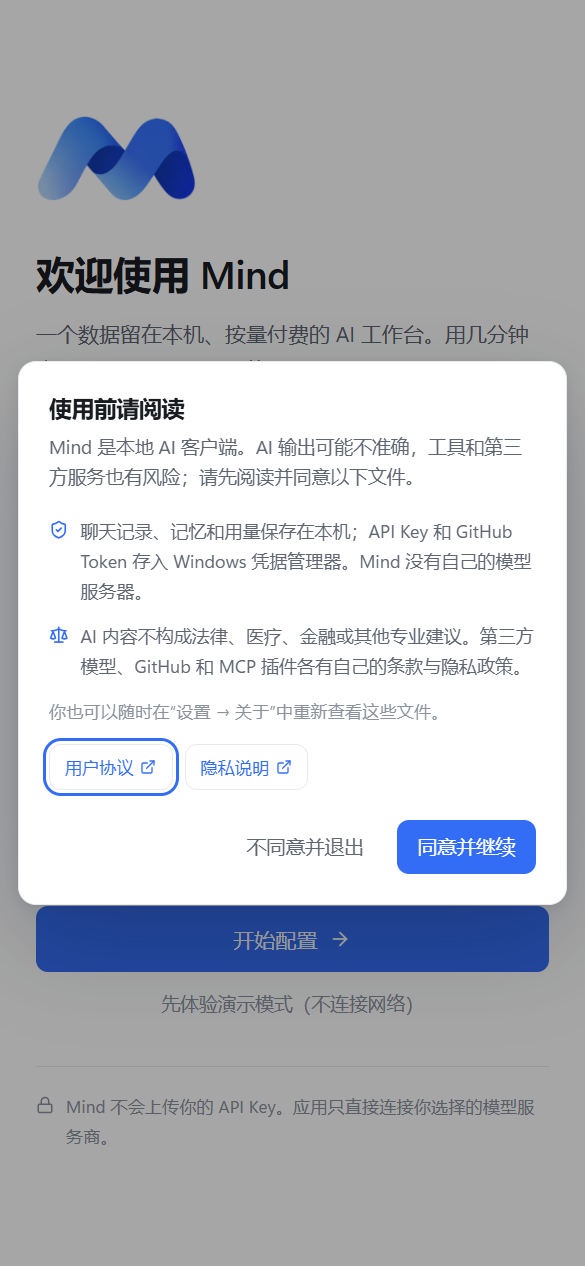 欢迎使用 Mind
一个数据留在本机、按量付费的 AI 工作台。用几分钟
使用前请阅读
Mind 是本地 AI 客户端。AI 输出可能不准确，工具和第三
方服务也有风险；请先阅读并同意以下文件。
聊天记录、记忆和用量保存在本机；API Key 和 GitHub
Token 存入 Windows 凭据管理器。Mind 没有自己的模型
服务器。
AI 内容不构成法律、医疗、金融或其他专业建议。第三方
模型、GitHub 和 MCP 插件各有自己的条款与隐私政策。
你也可以随时在“设置 → 关于”中重新查看这些文件。
用户协议 隐私说明
不同意并退出 同意并继续
开始配置 →
先体验演示模式（不连接网络）
Mind 不会上传你的 API Key。应用只直接连接你选择的模型服
务商。